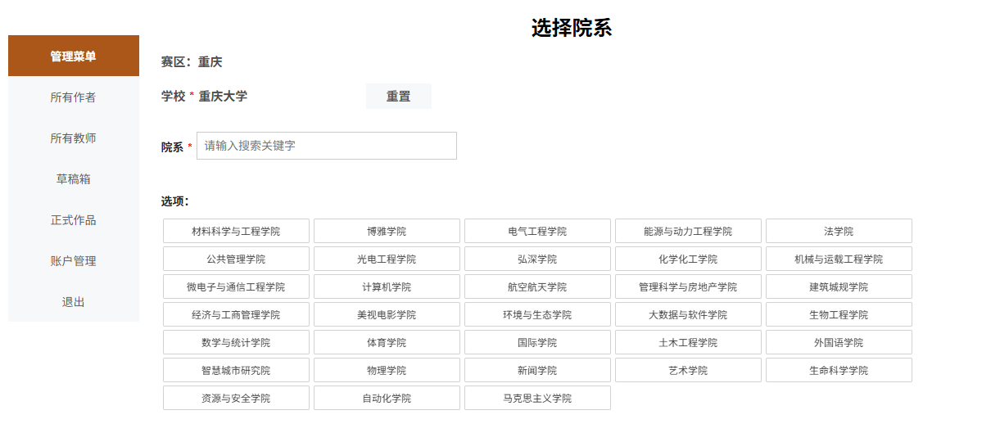 选择院系
管理菜单
所有作者
所有教师
草稿箱
正式作品
账户管理
退出
赛区：重庆
学校 * 重庆大学 重置
院系 * 请输入搜索关键字
选项：
材料科学与工程学院 博雅学院 电气工程学院 能源与动力工程学院 法学院
公共管理学院 光电工程学院 弘深学院 化学化工学院 机械与运载工程学院
微电子与通信工程学院 计算机学院 航空航天学院 管理科学与房地产学院 建筑城规学院
经济与工商管理学院 美视电影学院 环境与生态学院 大数据与软件学院 生物工程学院
数学与统计学院 体育学院 国际学院 土木工程学院 外国语学院
智慧城市研究院 物理学院 新闻学院 艺术学院 生命科学学院
资源与安全学院 自动化学院 马克思主义学院